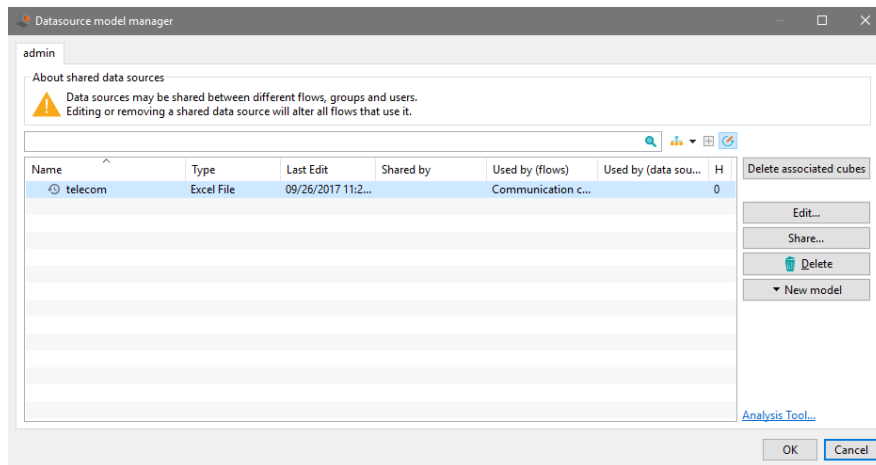 Datasource model manager
admin
About shared data sources
Data sources may be shared between different flows, groups and users.
Editing or removing a shared data source will alter all flows that use it.
Name Type Last Edit Shared by Used by (flows) Used by (data sou... H
telecom Excel File 09/26/2017 11:2... Communication c... 0
Delete associated cubes
Edit...
Share...
Delete
New model
Analysis Tool...
OK Cancel